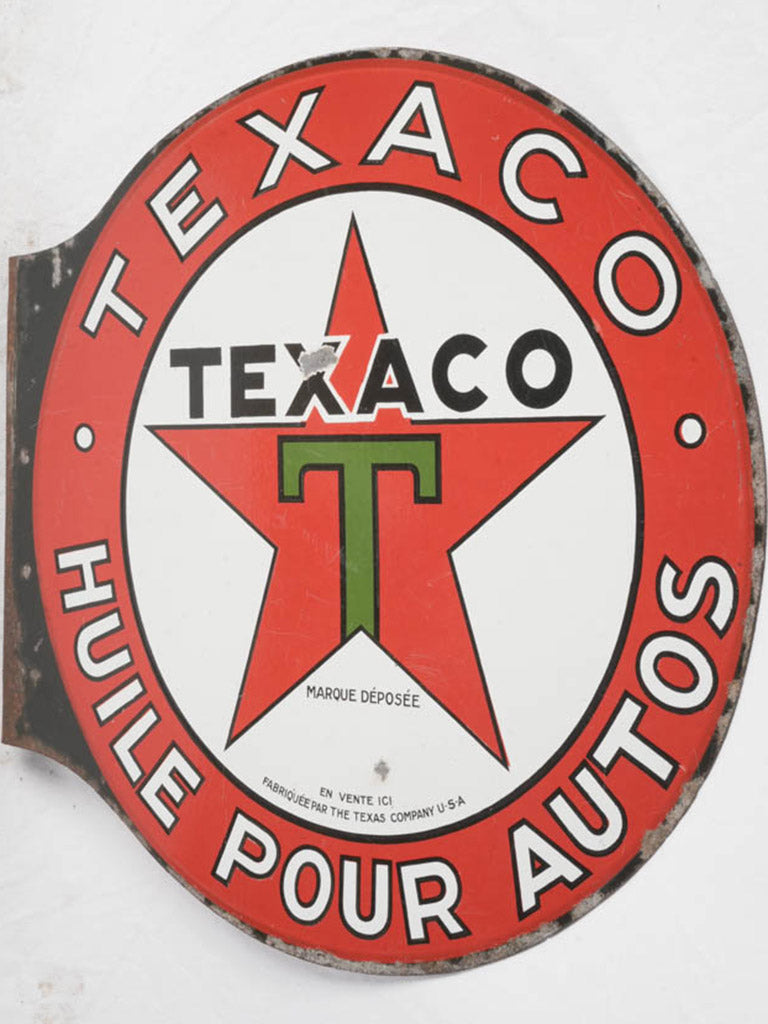 TEXACO
TEXACO
T
MARQUE DÉPOSÉE
EN VENTE ICI
FABRIQUÉE PAR THE TEXAS COMPANY U·S·A
· HUILE POUR AUTOS ·